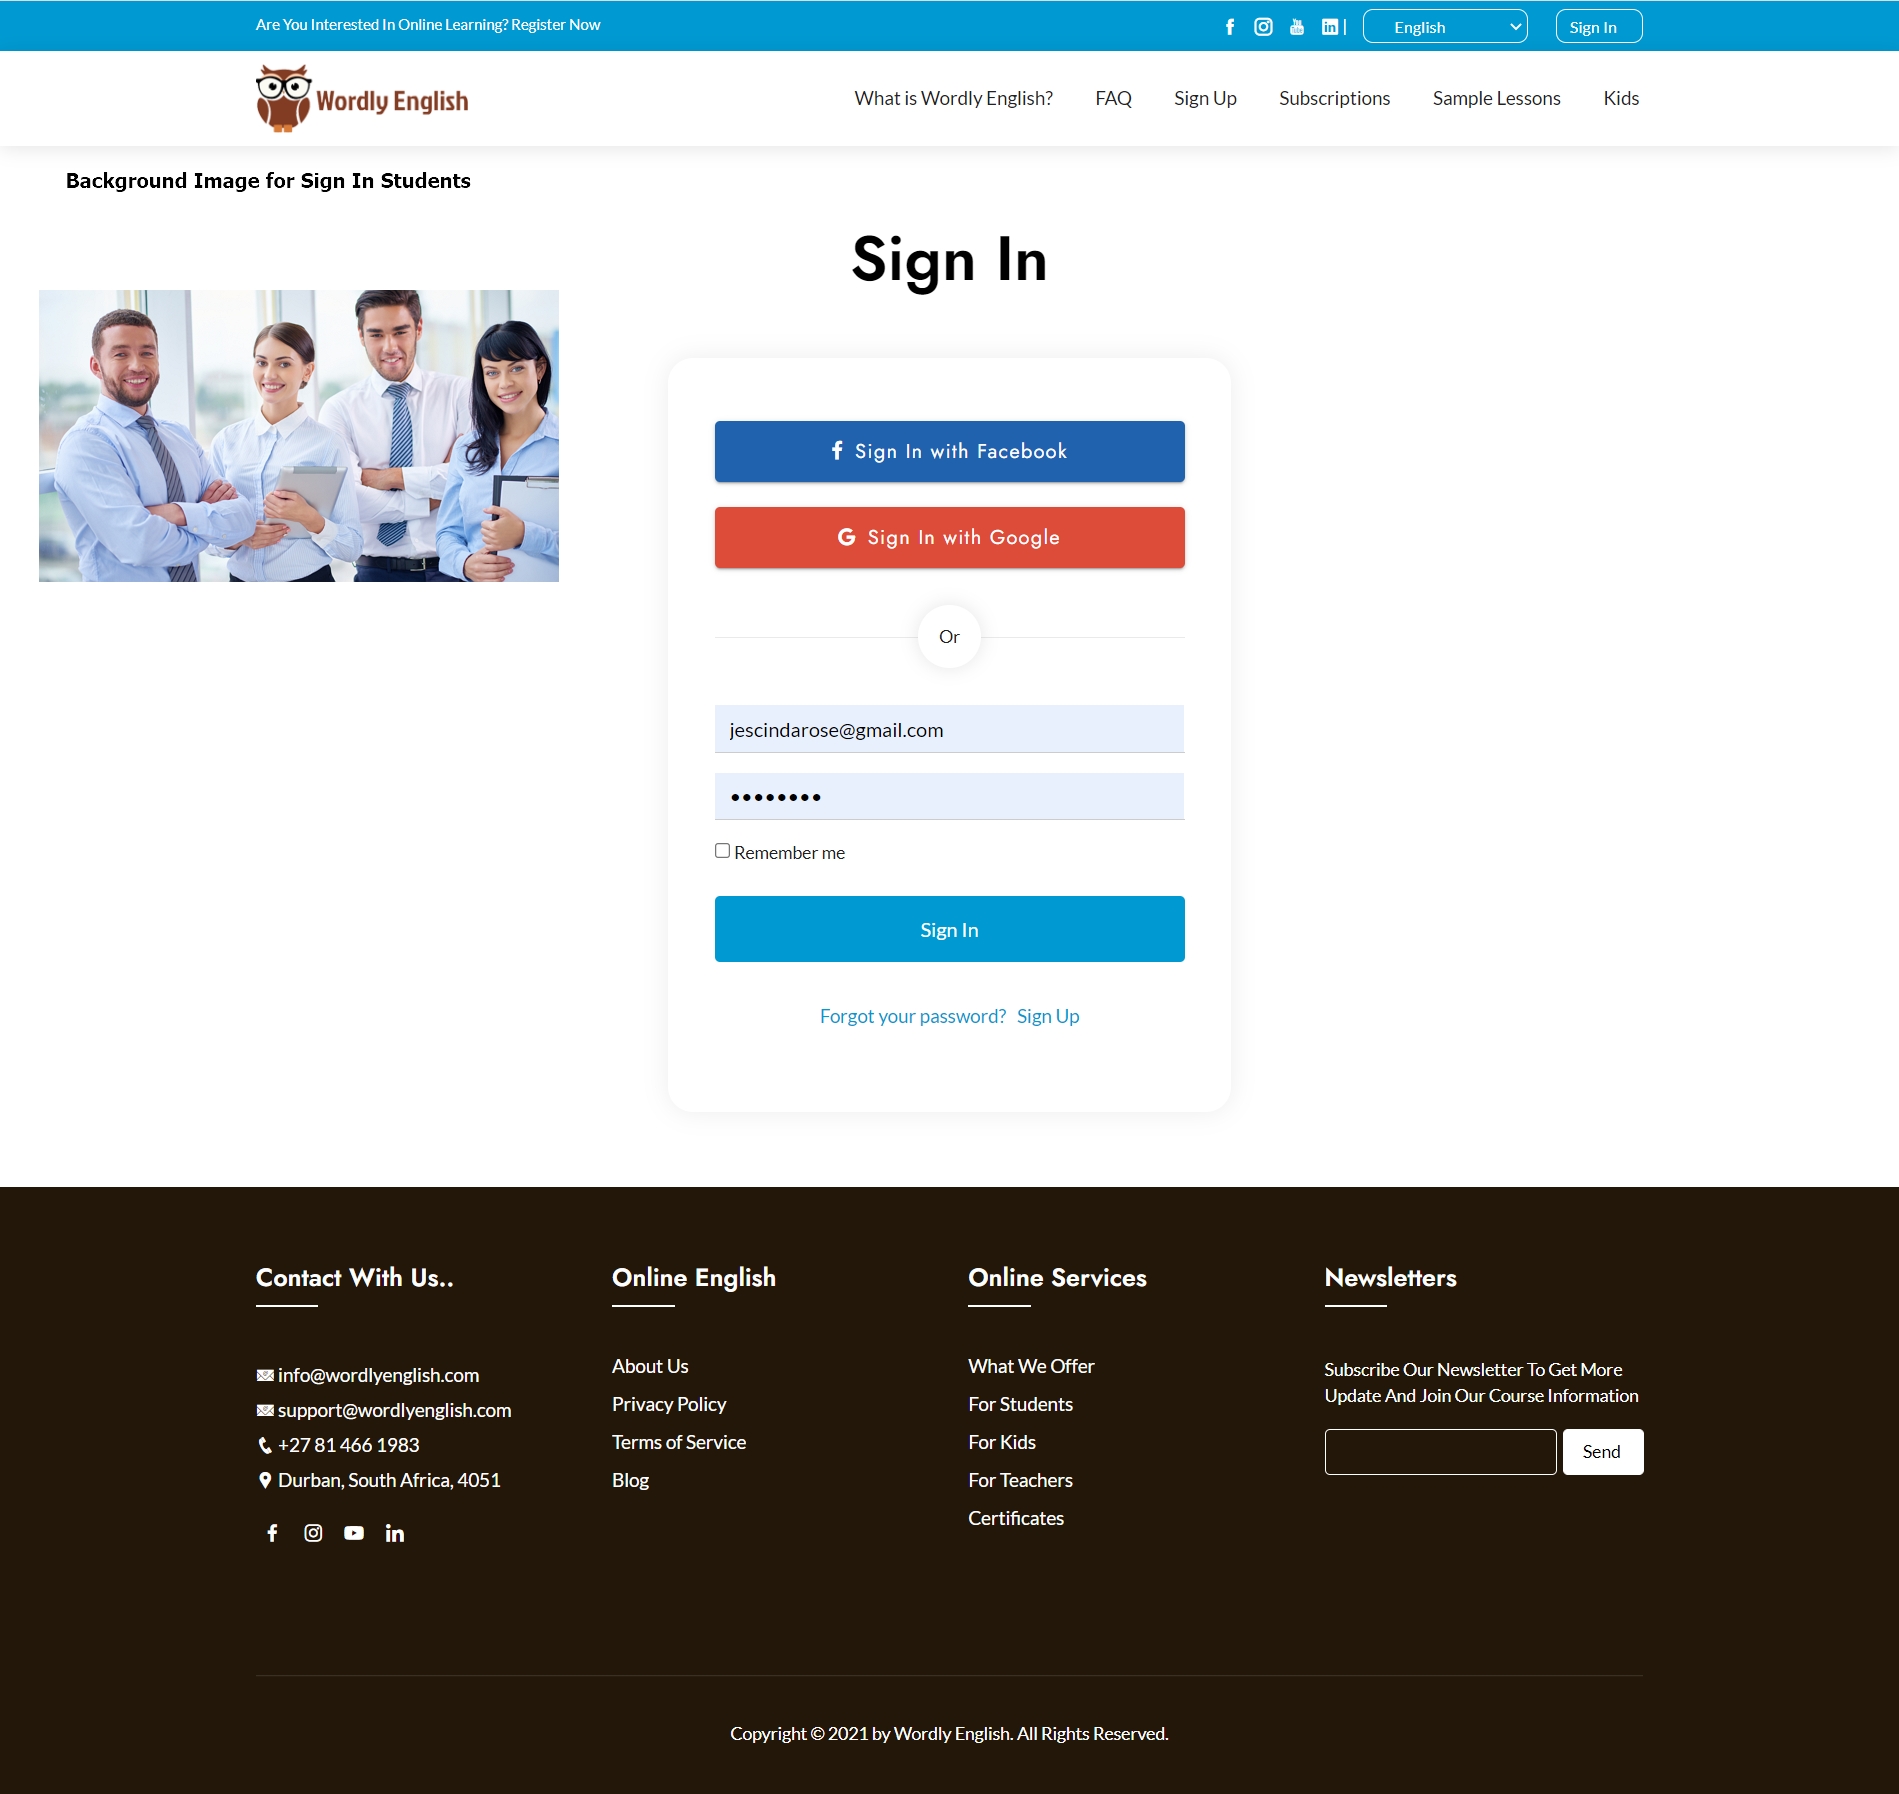 Are You Interested In Online Learning? Register Now
English
Sign In
Wordly English
What is Wordly English?
FAQ
Sign Up
Subscriptions
Sample Lessons
Kids
Background Image for Sign In Students
Sign In
Sign In with Facebook
Sign In with Google
Or
jescindarose@gmail.com
••••••••
Remember me
Sign In
Forgot your password? Sign Up
Contact With Us..
info@wordlyenglish.com
support@wordlyenglish.com
+27 81 466 1983
Durban, South Africa, 4051
Online English
About Us
Privacy Policy
Terms of Service
Blog
Online Services
What We Offer
For Students
For Kids
For Teachers
Certificates
Newsletters
Subscribe Our Newsletter To Get More
Update And Join Our Course Information
Send
Copyright © 2021 by Wordly English. All Rights Reserved.